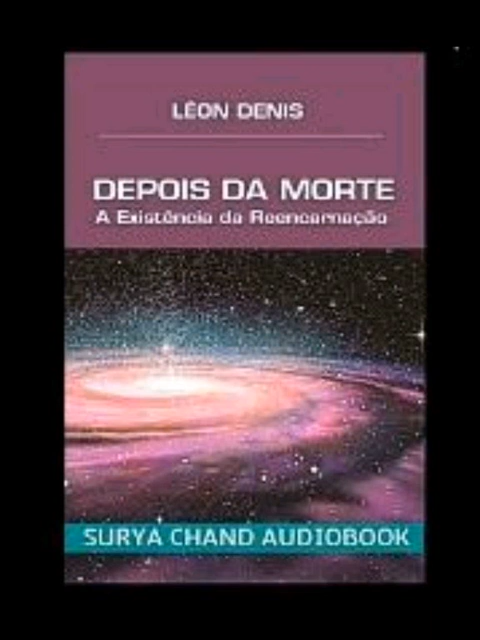 LÉON DENIS
DEPOIS DA MORTE
A Existência da Reencarnação
SURYA CHAND AUDIOBOOK